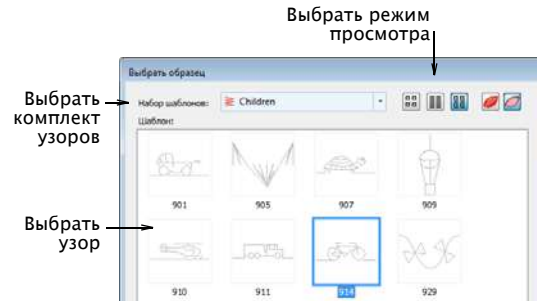 Выбрать режим
просмотра
Выбрать образец
Выбрать
комплект
узоров
Набор шаблонов: Children
Шаблон:
901 905 907 909
Выбрать
узор
910 911 914 929